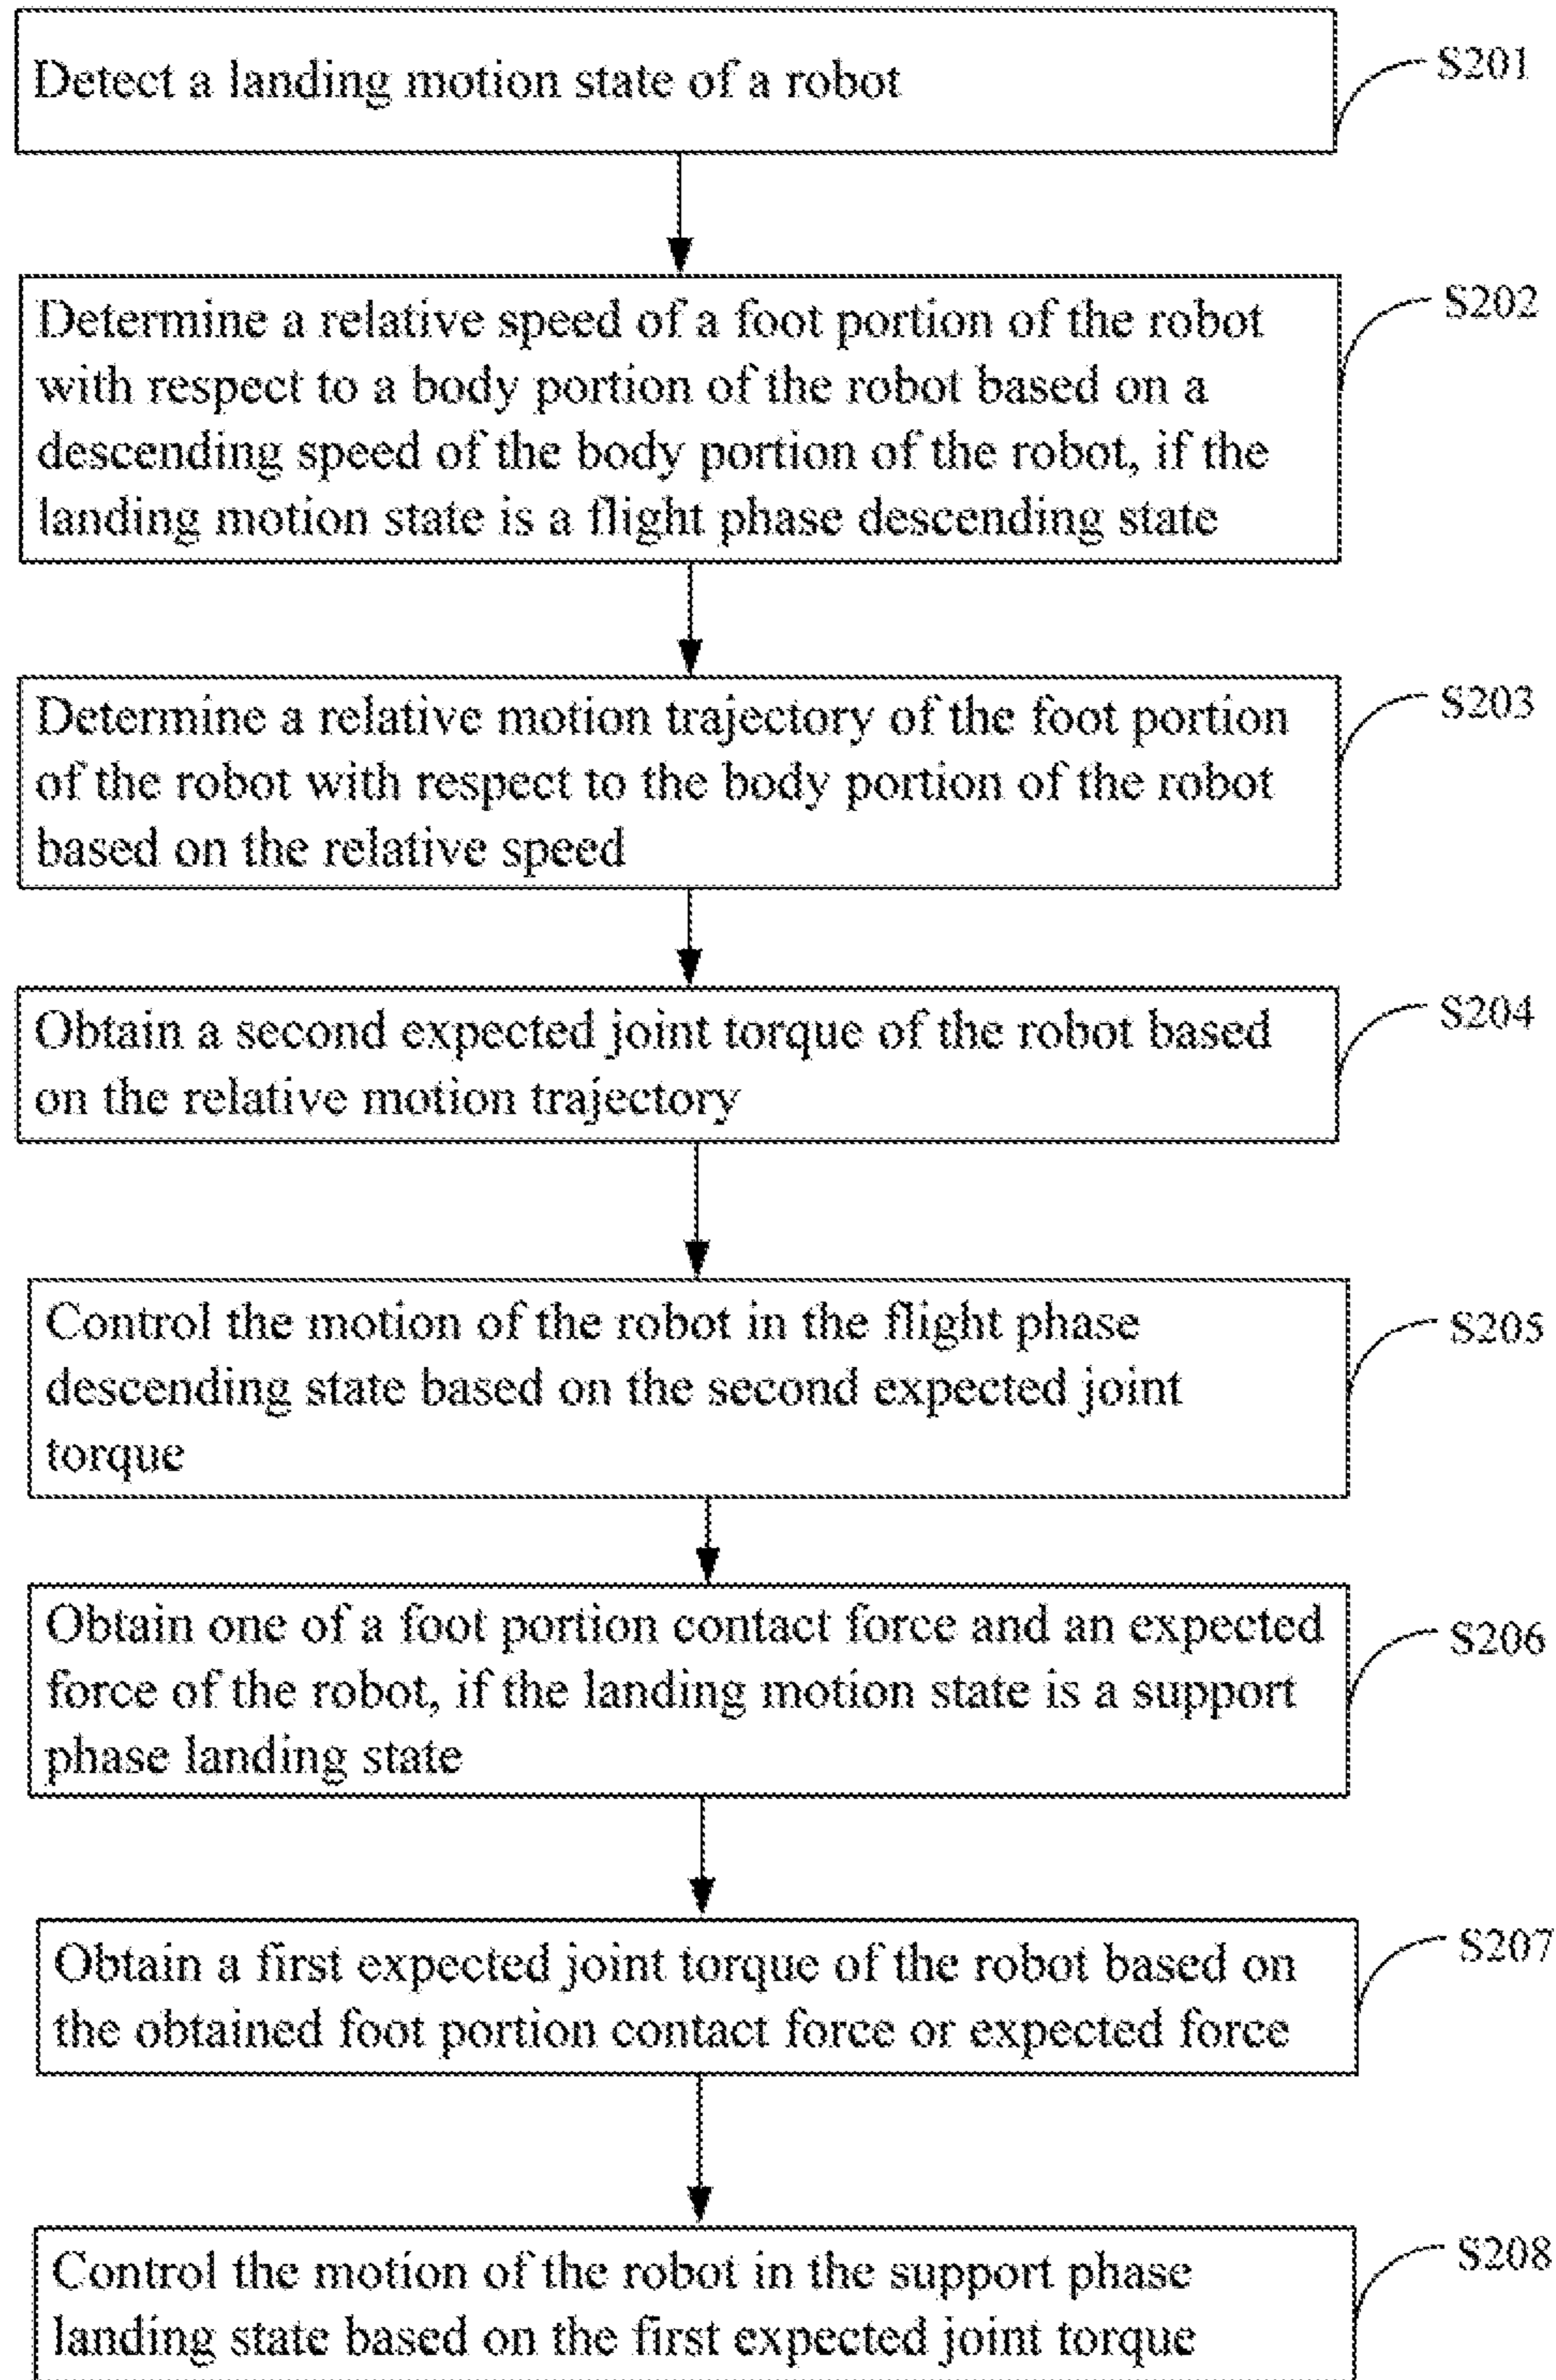 Detect a landing motion state of a robot
S201
Determine a relative speed of a foot portion of the robot
with respect to a body portion of the robot based on a
descending speed of the body portion of the robot, if the
landing motion state is a flight phase descending state
S202
Determine a relative motion trajectory of the foot portion
of the robot with respect to the body portion of the robot
based on the relative speed
S203
Obtain a second expected joint torque of the robot based
on the relative motion trajectory
S204
Control the motion of the robot in the flight phase
descending state based on the second expected joint
torque
S205
Obtain one of a foot portion contact force and an expected
force of the robot, if the landing motion state is a support
phase landing state
S206
Obtain a first expected joint torque of the robot based on
the obtained foot portion contact force or expected force
S207
Control the motion of the robot in the support phase
landing state based on the first expected joint torque
S208